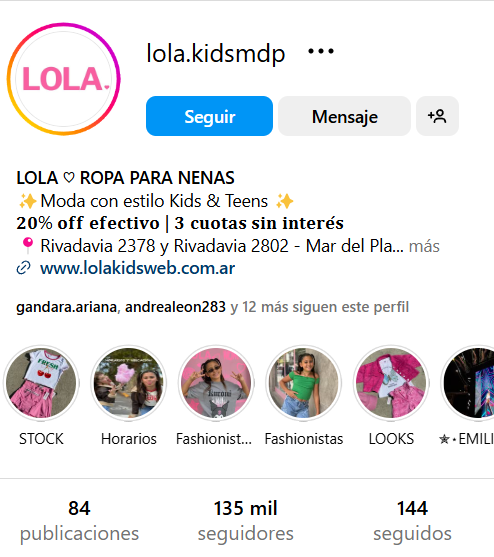 LOLA
lola.kidsmdp
Seguir
Mensaje
LOLA ♡ ROPA PARA NENAS
✨Moda con estilo Kids & Teens ✨
20% off efectivo | 3 cuotas sin interés
📍Rivadavia 2378 y Rivadavia 2802 - Mar del Pla... más
www.lolakidsweb.com.ar
gandara.ariana, andrealeon283 y 12 más siguen este perfil
FRESH
STOCK
Horarios
Fashionist...
Fashionistas
LOOKS
✯•EMILI
84
135 mil
144
publicaciones
seguidores
seguidos